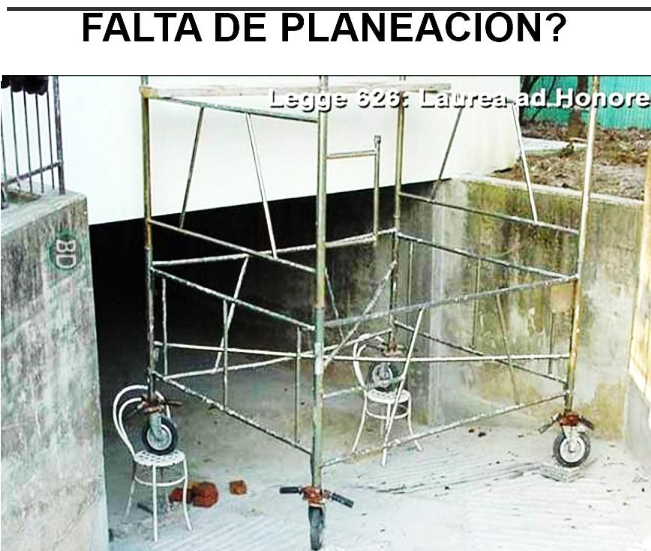 FALTA DE PLANEACION?
Legge 626: Laurea ad Honore
BD